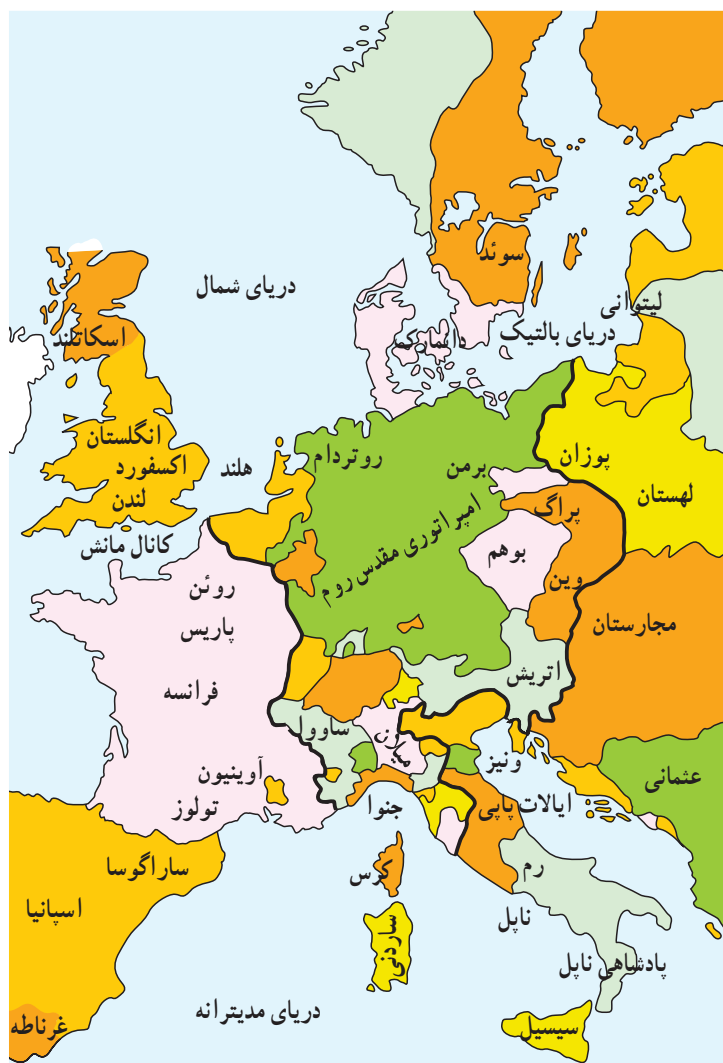 سوئد
دریای شمال
لیتوانی
دانمارک
دریای بالتیک
اسکاتلند
انگلستان
اکسفورد
لندن
هلند
روتردام
برمن
پوزان
لهستان
کانال مانش
امپراتوری مقدس روم
پراگ
بوهم
وین
روئن
پاریس
فرانسه
مجارستان
اتریش
ساووا
میلان
ونیز
عثمانی
آوینیون
تولوز
جنوا
ایالات پاپی
ساراگوسا
کرس
رم
اسپانیا
ساردنی
ناپل
پادشاهی ناپل
دریای مدیترانه
سیسیل
غرناطه